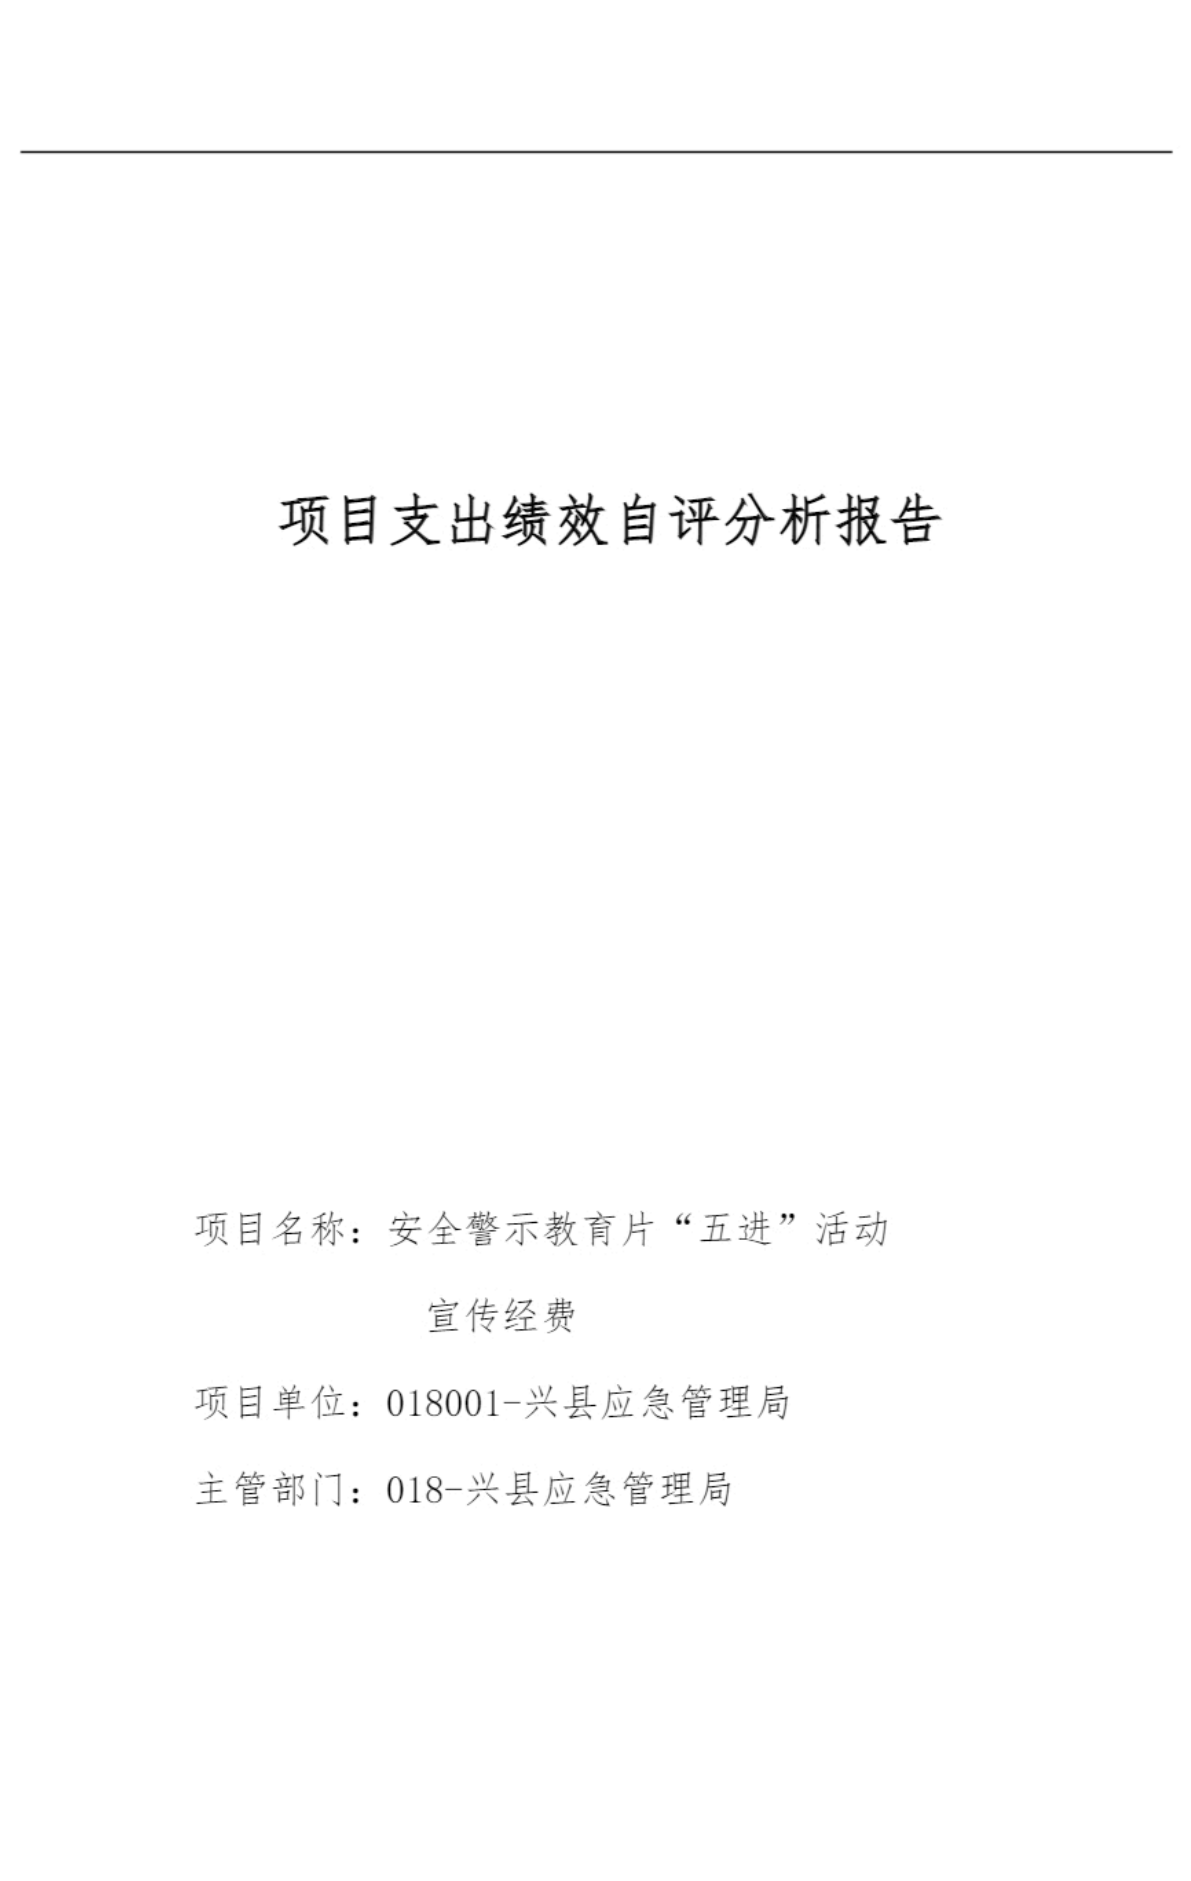 项目支出绩效自评分析报告
项目名称：安全警示教育片“五进”活动
宣传经费
项目单位：018001-兴县应急管理局
主管部门：018-兴县应急管理局